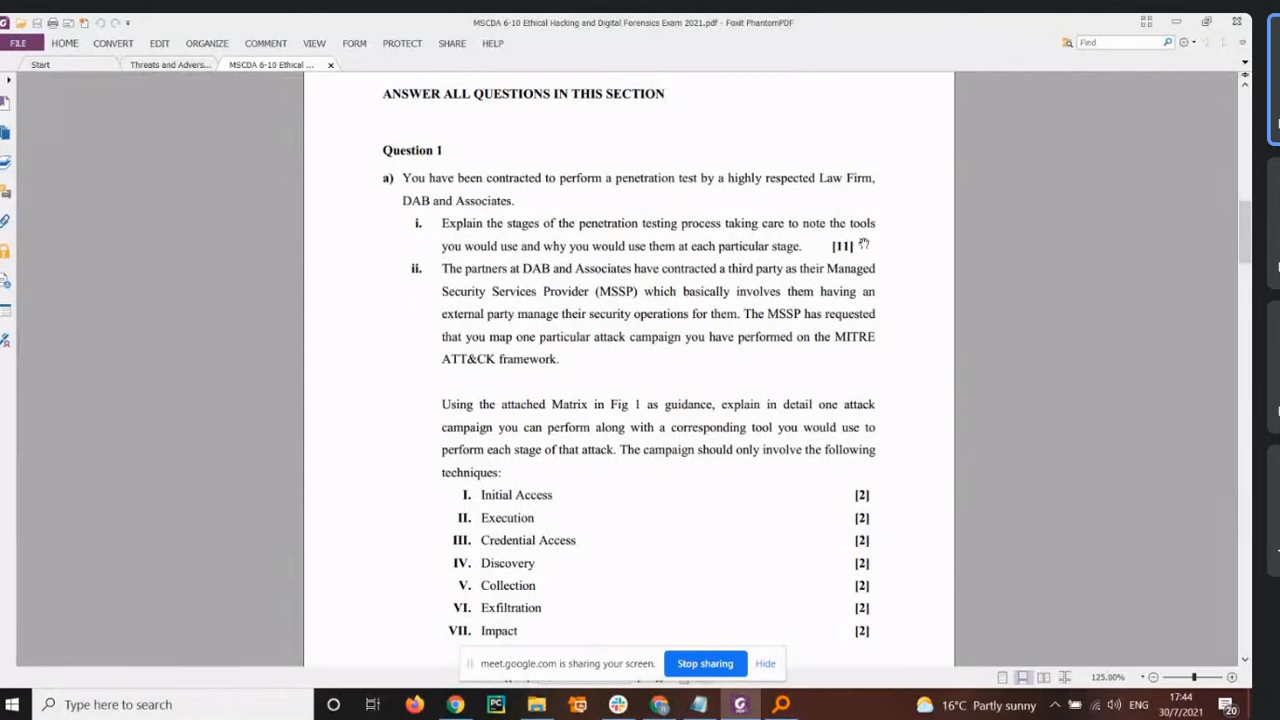 MSCDA 6-10 Ethical Hacking and Digital Forensics Exam 2021.pdf - Foxit PhantomPDF
FILE HOME CONVERT EDIT ORGANIZE COMMENT VIEW FORM PROTECT SHARE HELP
Find
Start Threats and Advers... MSCDA 6-10 Ethical ...
ANSWER ALL QUESTIONS IN THIS SECTION
Question 1
a) You have been contracted to perform a penetration test by a highly respected Law Firm,
DAB and Associates.
i. Explain the stages of the penetration testing process taking care to note the tools
you would use and why you would use them at each particular stage. [11]
ii. The partners at DAB and Associates have contracted a third party as their Managed
Security Services Provider (MSSP) which basically involves them having an
external party manage their security operations for them. The MSSP has requested
that you map one particular attack campaign you have performed on the MITRE
ATT&CK framework.
Using the attached Matrix in Fig 1 as guidance, explain in detail one attack
campaign you can perform along with a corresponding tool you would use to
perform each stage of that attack. The campaign should only involve the following
techniques:
I. Initial Access [2]
II. Execution [2]
III. Credential Access [2]
IV. Discovery [2]
V. Collection [2]
VI. Exfiltration [2]
VII. Impact [2]
meet.google.com is sharing your screen. Stop sharing Hide
125.00%
Type here to search
16°C Partly sunny
ENG
17:44
30/7/2021
20